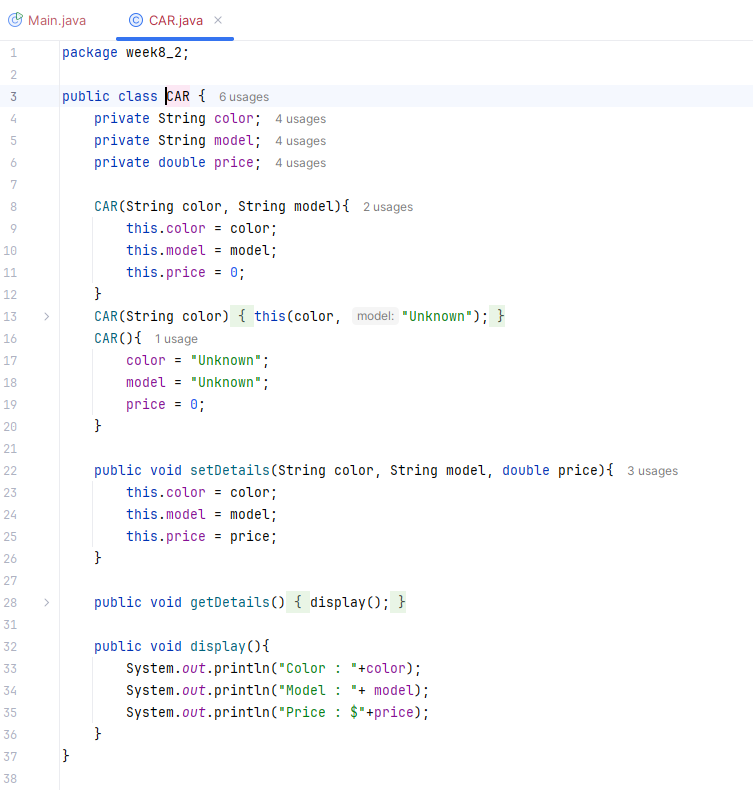 Main.java CAR.java ×
1 package week8_2;
2
3 public class CAR { 6 usages
4 private String color; 4 usages
5 private String model; 4 usages
6 private double price; 4 usages
7
8 CAR(String color, String model){ 2 usages
9 this.color = color;
10 this.model = model;
11 this.price = 0;
12 }
13 CAR(String color) { this(color, model: "Unknown"); }
16 CAR(){ 1 usage
17 color = "Unknown";
18 model = "Unknown";
19 price = 0;
20 }
21
22 public void setDetails(String color, String model, double price){ 3 usages
23 this.color = color;
24 this.model = model;
25 this.price = price;
26 }
27
28 public void getDetails() { display(); }
31
32 public void display(){
33 System.out.println("Color : "+color);
34 System.out.println("Model : "+ model);
35 System.out.println("Price : $"+price);
36 }
37 }
38